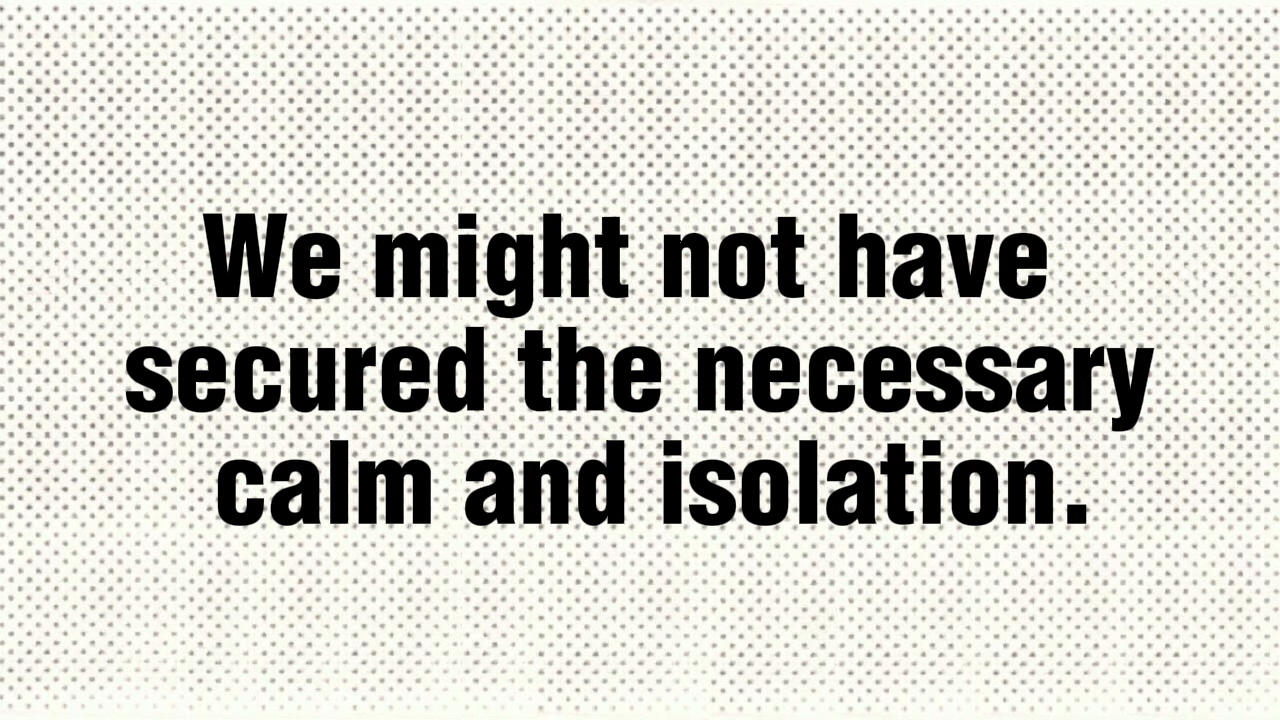 We might not have
secured the necessary
calm and isolation.